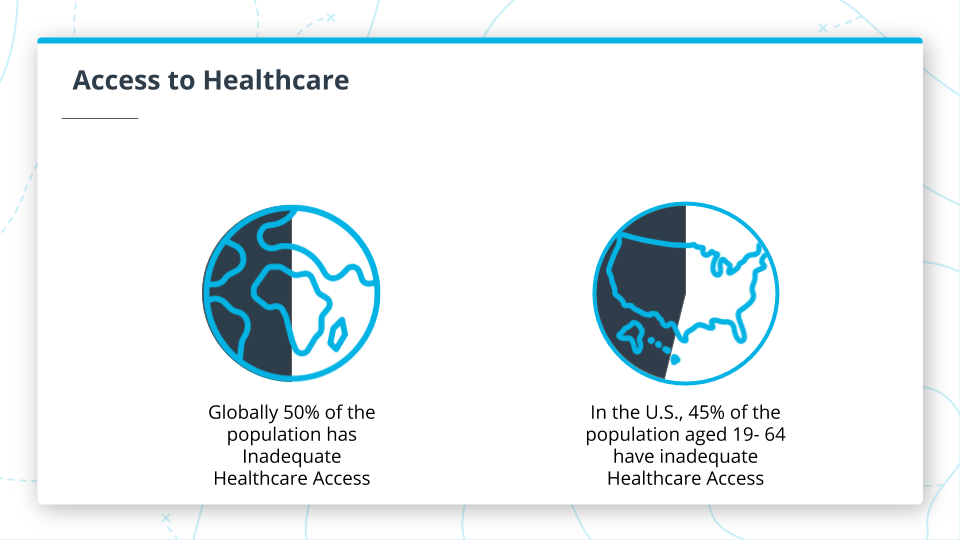 Access to Healthcare
Globally 50% of the
population has
Inadequate
Healthcare Access
In the U.S., 45% of the
population aged 19- 64
have inadequate
Healthcare Access